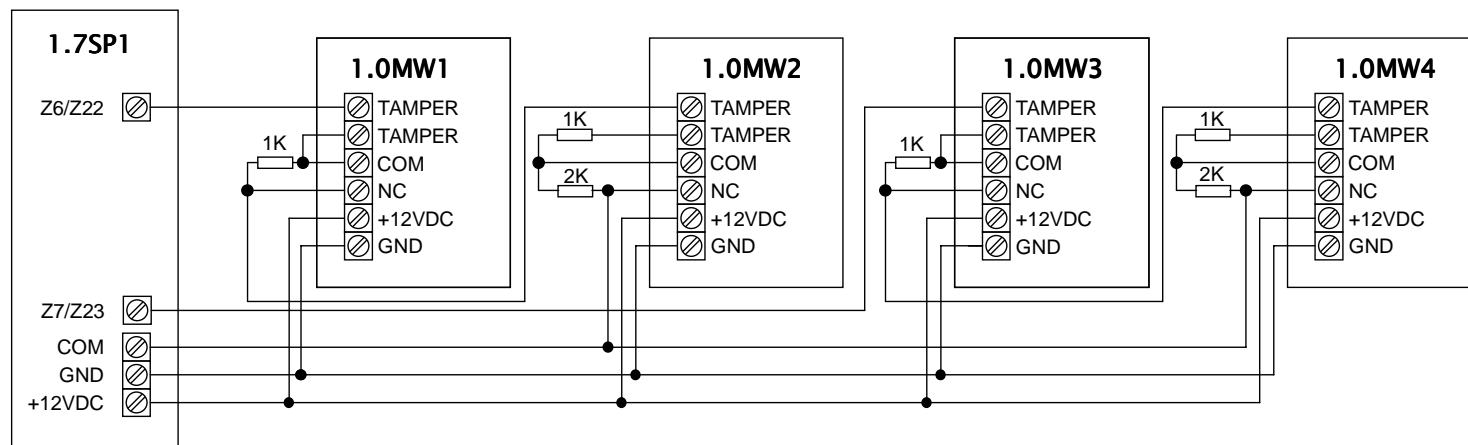 1.7SP1
Z6/Z22
Z7/Z23
COM
GND
+12VDC
1.0MW1
TAMPER
TAMPER
COM
NC
+12VDC
GND
1K
1.0MW2
TAMPER
TAMPER
COM
NC
+12VDC
GND
1K
2K
1.0MW3
TAMPER
TAMPER
COM
NC
+12VDC
GND
1K
1.0MW4
TAMPER
TAMPER
COM
NC
+12VDC
GND
1K
2K